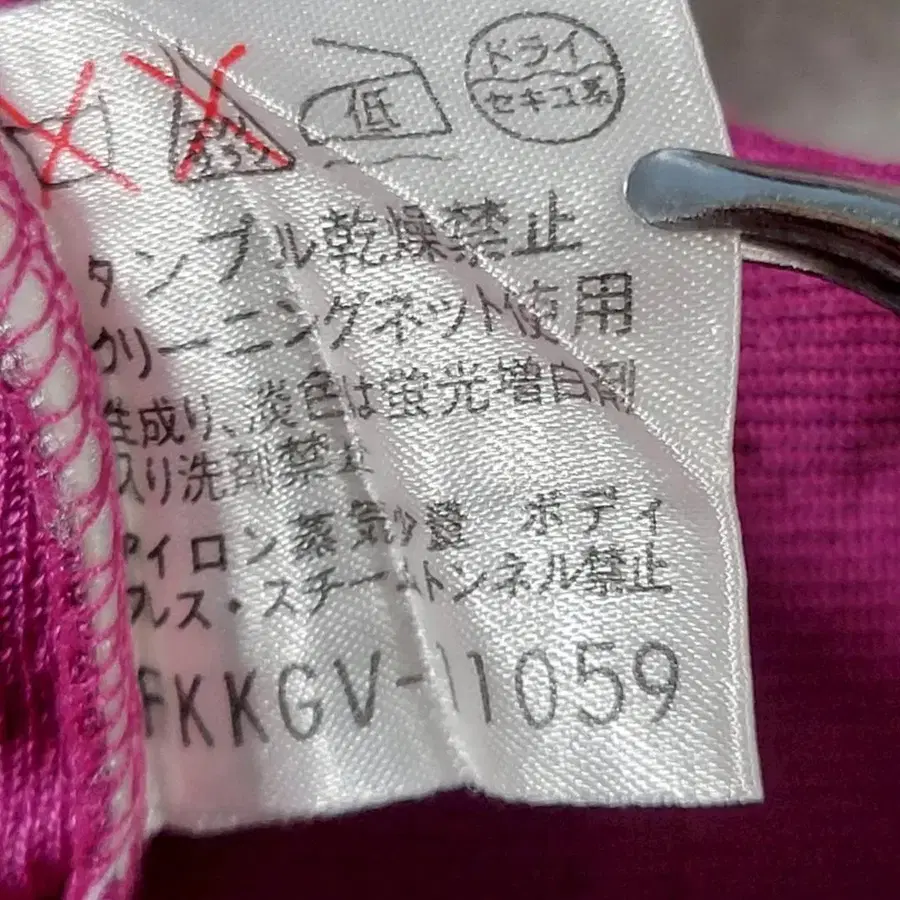 低 ドライ
セキユ系
タンブル乾燥禁止
クリーニングネット使用
生成り、淡色は蛍光増白剤
入り洗剤禁止
アイロン蒸気少量 ボディ
プレス・スチームトンネル禁止
FKKGV-11059